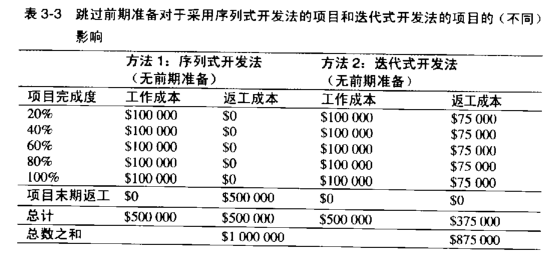 表 3-3 跳过前期准备对于采用序列式开发法的项目和迭代式开发法的项目的（不同）
影响
方法 1：序列式开发法 方法 2：迭代式开发法
（无前期准备） （无前期准备）
项目完成度 工作成本 返工成本 工作成本 返工成本
20% $100 000 $0 $100 000 $75 000
40% $100 000 $0 $100 000 $75 000
60% $100 000 $0 $100 000 $75 000
80% $100 000 $0 $100 000 $75 000
100% $100 000 $0 $100 000 $75 000
项目末期返工 $0 $500 000 $0 $0
总计 $500 000 $500 000 $500 000 $375 000
总数之和 $1 000 000 $875 000